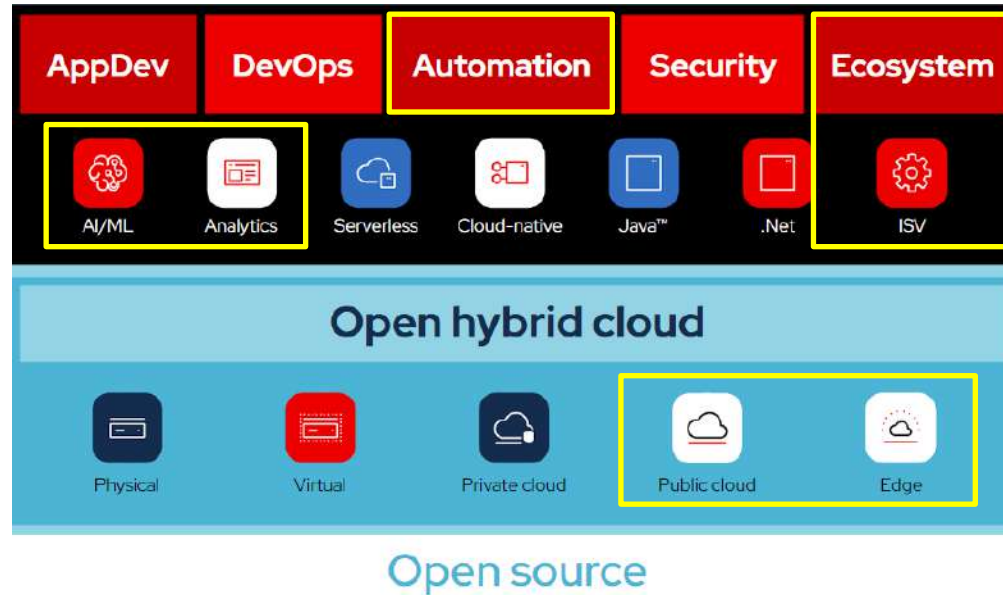 AppDev DevOps Automation Security Ecosystem
AI/ML Analytics Serverless Cloud-native Java™ .Net ISV
Open hybrid cloud
Physical Virtual Private cloud Public cloud Edge
Open source